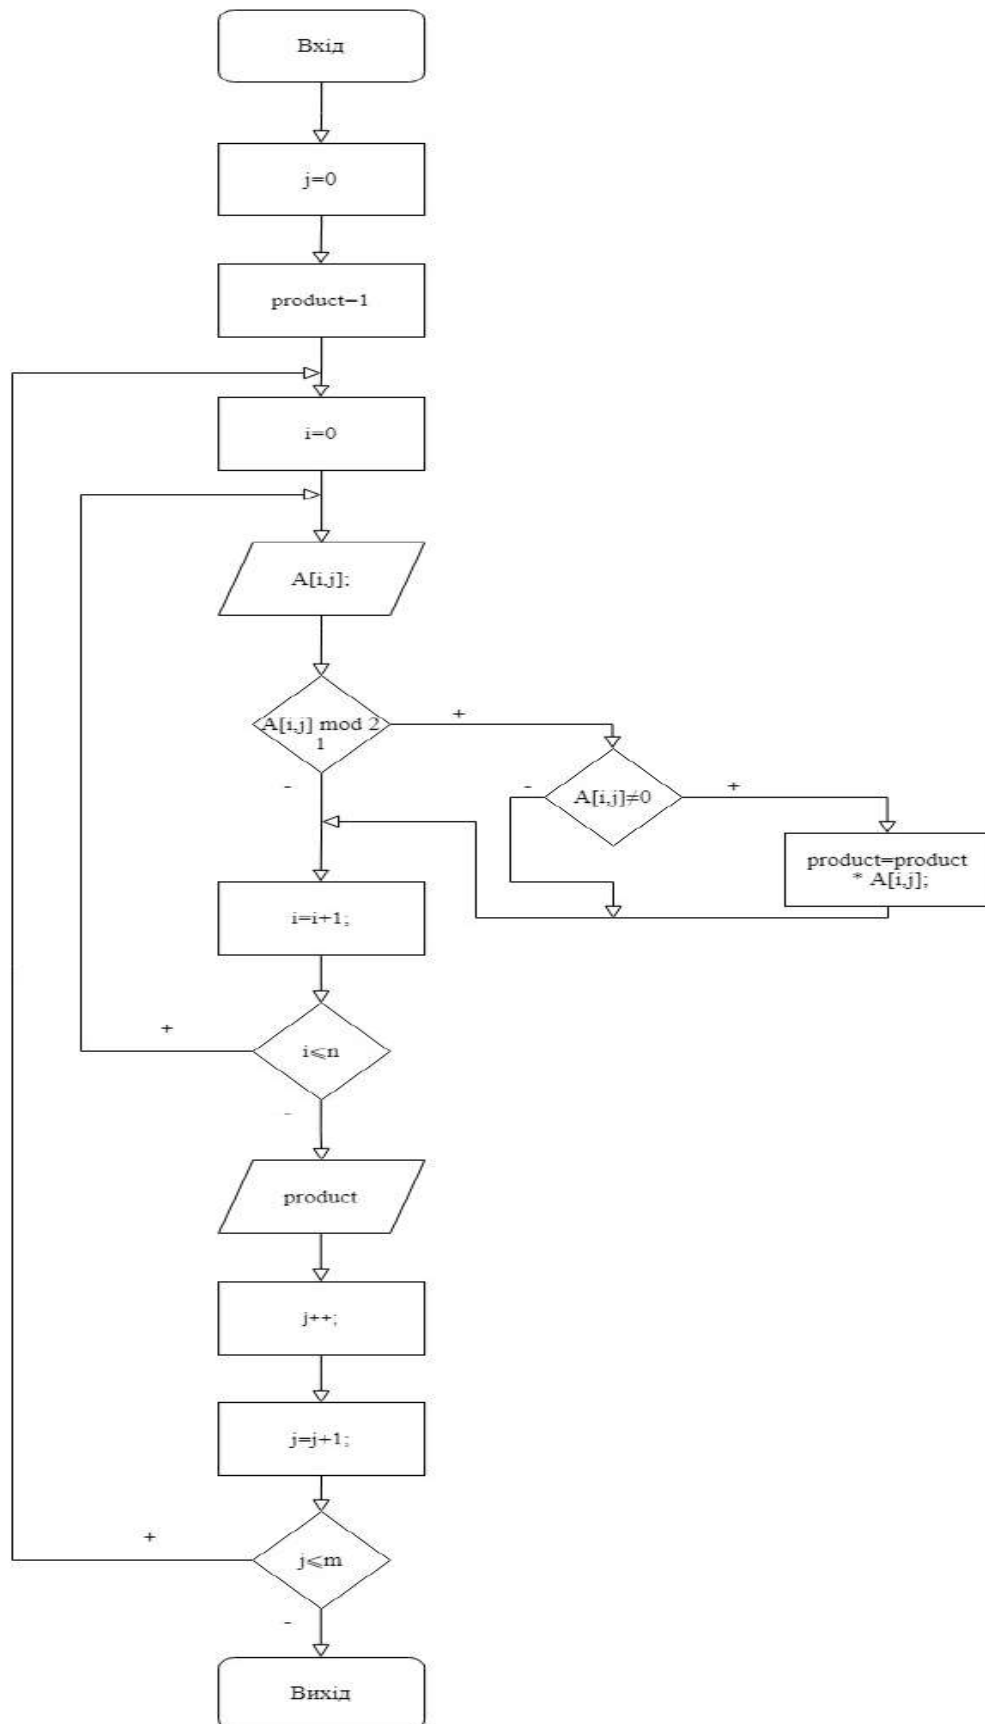 Вхід
j=0
product=1
i=0
A[i,j];
A[i,j] mod 2
1
+
-
A[i,j]≠0
-
+
product=product
* A[i,j];
i=i+1;
i⩽n
+
-
product
j++;
j=j+1;
j⩽m
+
-
Вихід